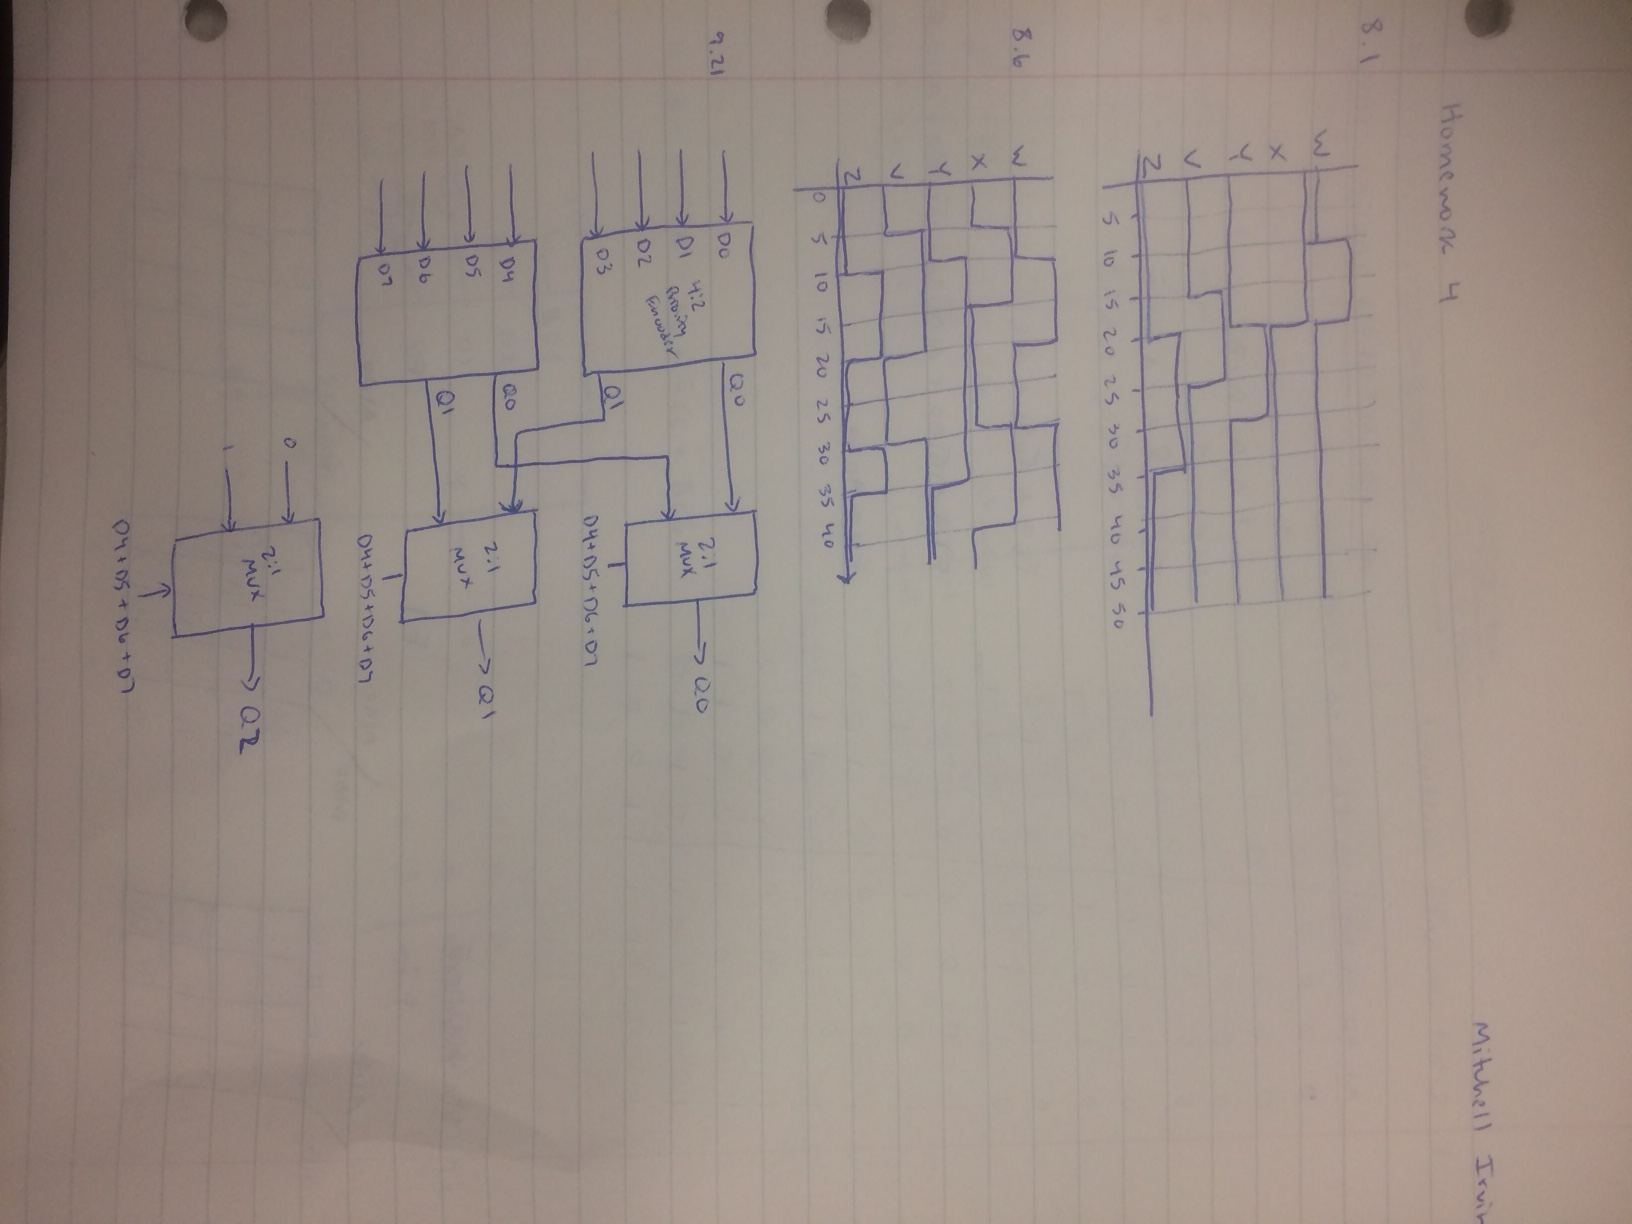 Mitchell Irvin
Homework 4
8.1
W
X
Y
V
Z
5 10 15 20 25 30 35 40 45 50
8.6
W
X
Y
V
Z
0 5 10 15 20 25 30 35 40
9.21
D0 Q0
D1 4:2
D2 Priority
D3 Q1
2:1
MUX
Q0
D4+D5+D6+D7
D4 Q0
D5
D6 Q1
D7
2:1
MUX
Q1
D4+D5+D6+D7
0
1
2:1
MUX
Q2
D4+D5+D6+D7